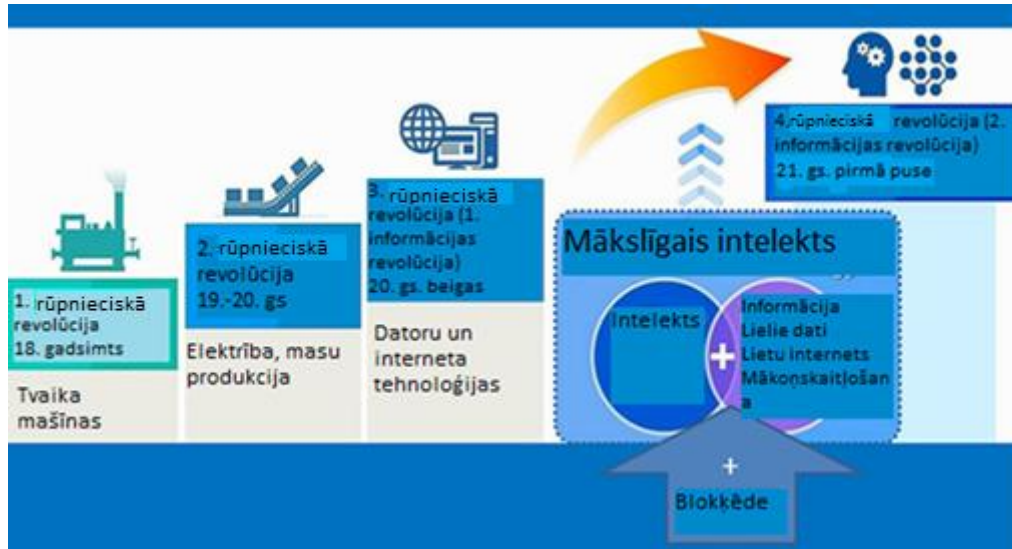 1. rūpnieciskā
revolūcija
18. gadsimts
Tvaika
mašīnas
2. rūpnieciskā
revolūcija
19.-20. gs
Elektrība, masu
produkcija
3. rūpnieciskā
revolūcija (1.
informācijas
revolūcija)
20. gs. beigas
Datoru un
interneta
tehnoloģijas
4.rūpnieciskā revolūcija (2.
informācijas revolūcija)
21. gs. pirmā puse
Mākslīgais intelekts
Intelekts
+
Informācija
Lielie dati
Lietu internets
Mākoņskaitļošan
a
+
Blokķēde